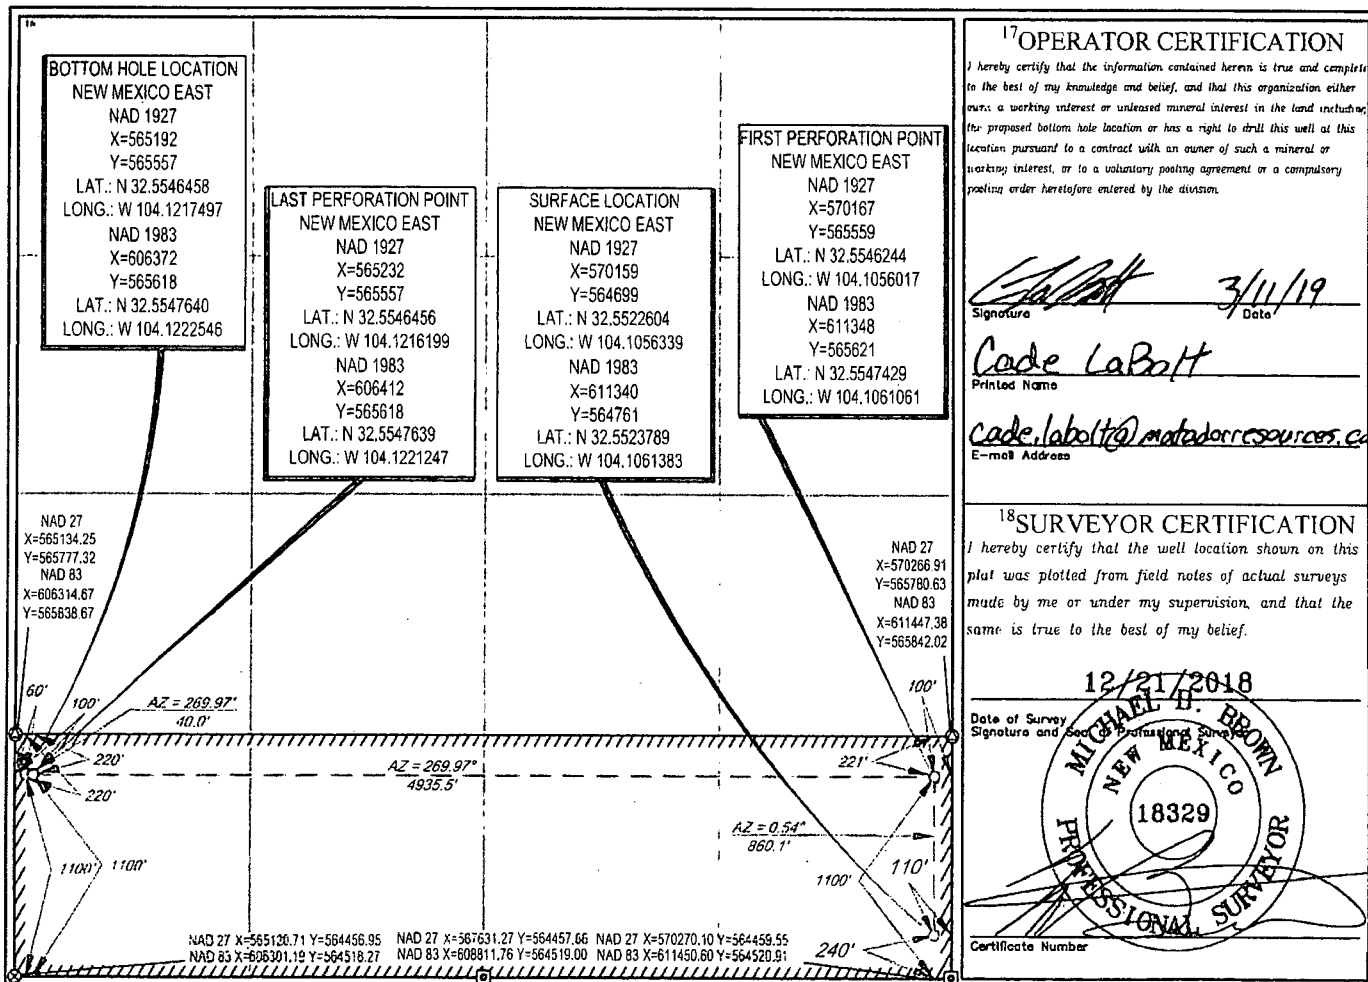 16
BOTTOM HOLE LOCATION
NEW MEXICO EAST
NAD 1927
X=565192
Y=565557
LAT.: N 32.5546458
LONG.: W 104.1217497
NAD 1983
X=606372
Y=565618
LAT.: N 32.5547640
LONG.: W 104.1222546
LAST PERFORATION POINT
NEW MEXICO EAST
NAD 1927
X=565232
Y=565557
LAT.: N 32.5546456
LONG.: W 104.1216199
NAD 1983
X=606412
Y=565618
LAT.: N 32.5547639
LONG.: W 104.1221247
SURFACE LOCATION
NEW MEXICO EAST
NAD 1927
X=570159
Y=564699
LAT.: N 32.5522604
LONG.: W 104.1056339
NAD 1983
X=611340
Y=564761
LAT.: N 32.5523789
LONG.: W 104.1061383
FIRST PERFORATION POINT
NEW MEXICO EAST
NAD 1927
X=570167
Y=565559
LAT.: N 32.5546244
LONG.: W 104.1056017
NAD 1983
X=611348
Y=565621
LAT.: N 32.5547429
LONG.: W 104.1061061
NAD 27
X=565134.25
Y=565777.32
NAD 83
X=606314.67
Y=565838.67
NAD 27
X=570266.91
Y=565780.63
NAD 83
X=611447.38
Y=565842.02
60'
100'
AZ = 269.97°
40.0'
220'
220'
AZ = 269.97°
4935.5'
100'
221'
AZ = 0.54°
860.1'
1100'
1100'
1100'
110'
240'
NAD 27 X=565120.71 Y=564456.95 NAD 27 X=567631.27 Y=564457.66 NAD 27 X=570270.10 Y=564459.55
NAD 83 X=606301.19 Y=564518.27 NAD 83 X=608811.76 Y=564519.00 NAD 83 X=611450.60 Y=564520.91
17 OPERATOR CERTIFICATION
I hereby certify that the information contained herein is true and complete
to the best of my knowledge and belief, and that this organization either
owns a working interest or unleased mineral interest in the land including
the proposed bottom hole location or has a right to drill this well at this
location pursuant to a contract with an owner of such a mineral or
working interest, or to a voluntary pooling agreement or a compulsory
pooling order heretofore entered by the division.
3/11/19
Signature Date
Cade LaBolt
Printed Name
cade.labolt@matadorresources.co
E-mail Address
18 SURVEYOR CERTIFICATION
I hereby certify that the well location shown on this
plat was plotted from field notes of actual surveys
made by me or under my supervision, and that the
same is true to the best of my belief.
12/21/2018
Date of Survey
Signature and Seal of Professional Surveyor
MICHAEL D. BROWN
NEW MEXICO
18329
PROFESSIONAL SURVEYOR
Certificate Number